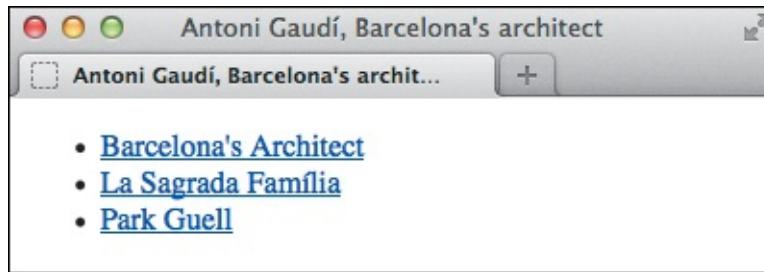 Antoni Gaudí, Barcelona's architect
Antoni Gaudí, Barcelona's archit...
• Barcelona's Architect
• La Sagrada Família
• Park Guell